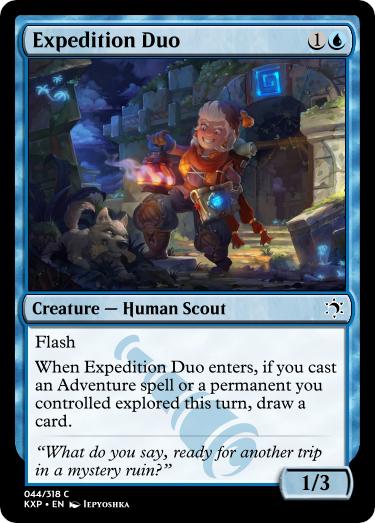 Expedition Duo 1
Creature — Human Scout
Flash
When Expedition Duo enters, if you cast
an Adventure spell or a permanent you
controlled explored this turn, draw a
card.
“What do you say, ready for another trip
in a mystery ruin?”
1/3
044/318 C
KXP • EN Iepyoshka